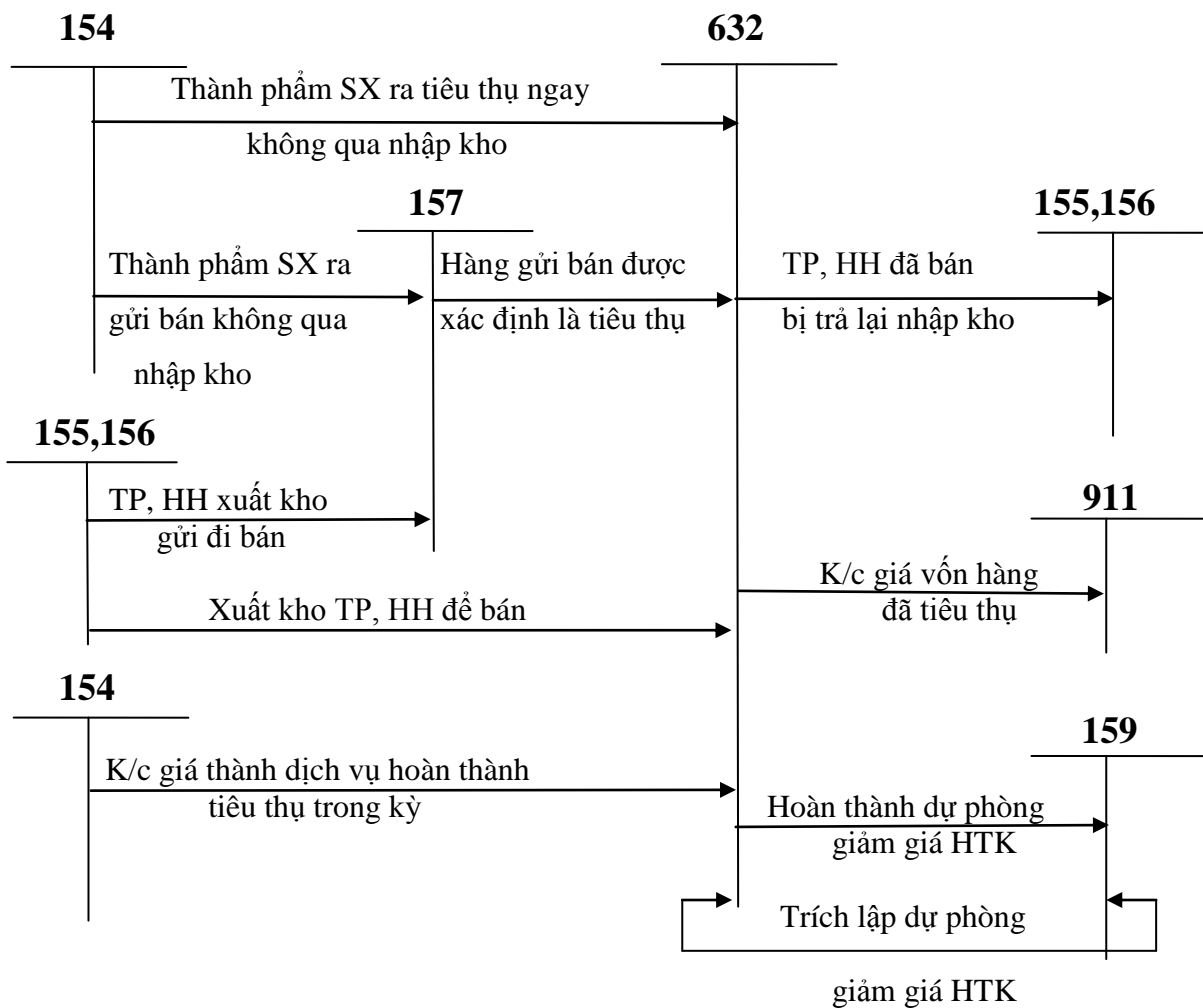 154
632
Thành phẩm SX ra tiêu thụ ngay
không qua nhập kho
157
155,156
Thành phẩm SX ra
gửi bán không qua
nhập kho
Hàng gửi bán được
xác định là tiêu thụ
TP, HH đã bán
bị trả lại nhập kho
155,156
TP, HH xuất kho
gửi đi bán
911
K/c giá vốn hàng
đã tiêu thụ
Xuất kho TP, HH để bán
154
159
K/c giá thành dịch vụ hoàn thành
tiêu thụ trong kỳ
Hoàn thành dự phòng
giảm giá HTK
Trích lập dự phòng
giảm giá HTK